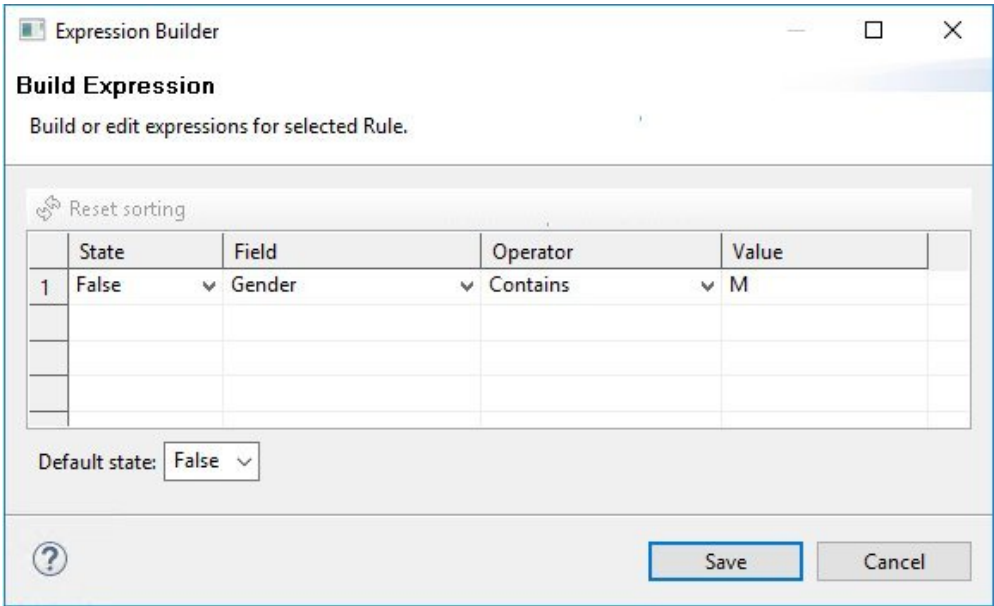 Expression Builder
Build Expression
Build or edit expressions for selected Rule.
Reset sorting
State Field Operator Value
1 False Gender Contains M
Default state: False
? Save Cancel